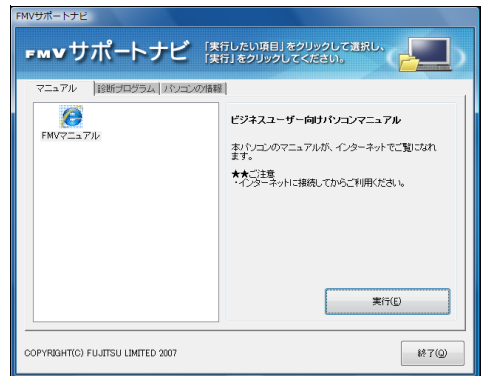 FMVサポートナビ
FMVサポートナビ
「実行したい項目」をクリックして選択し、
「実行」をクリックしてください。
マニュアル 診断プログラム パソコンの情報
FMVマニュアル
ビジネスユーザー向けパソコンマニュアル
本パソコンのマニュアルが、インターネットでご覧になれ
ます。
★★ご注意
・インターネットに接続してからご利用ください。
実行(E)
COPYRIGHT(C) FUJITSU LIMITED 2007
終了(Q)